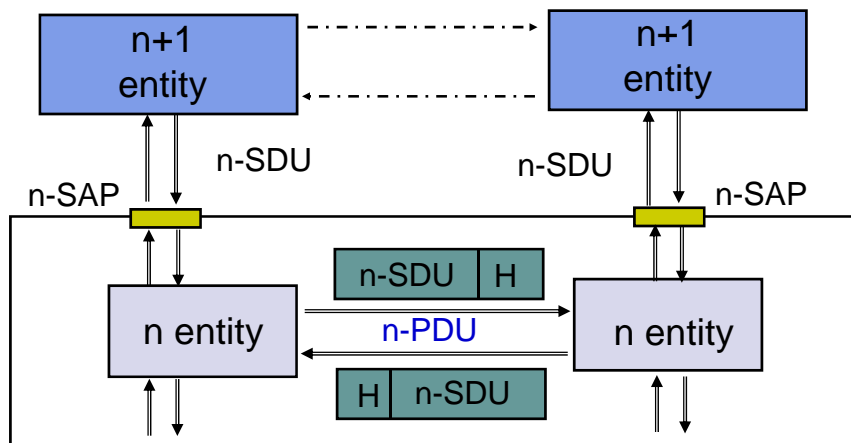 n+1
entity
n+1
entity
n-SDU
n-SDU
n-SAP
n-SAP
n-SDU H
n entity
n-PDU
n entity
H n-SDU